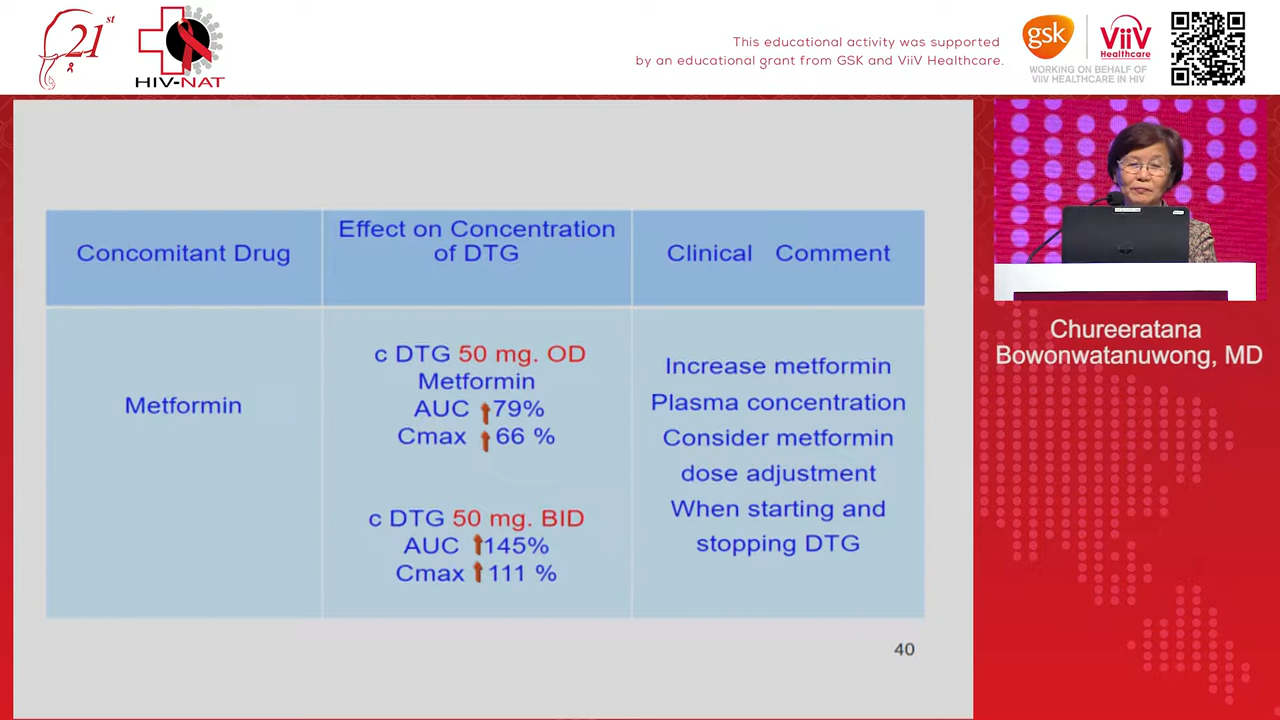 21st
HIV-NAT
This educational activity was supported
by an educational grant from GSK and ViiV Healthcare.
gsk
ViiV
Healthcare
WORKING ON BEHALF OF
ViiV HEALTHCARE IN HIV
Concomitant Drug
Effect on Concentration
of DTG
Clinical Comment
Metformin
c DTG 50 mg. OD
Metformin
AUC ⬆79%
Cmax ⬆ 66 %
c DTG 50 mg. BID
AUC ⬆145%
Cmax ⬆ 111 %
Increase metformin
Plasma concentration
Consider metformin
dose adjustment
When starting and
stopping DTG
40
Chureeratana
Bowonwatanuwong, MD